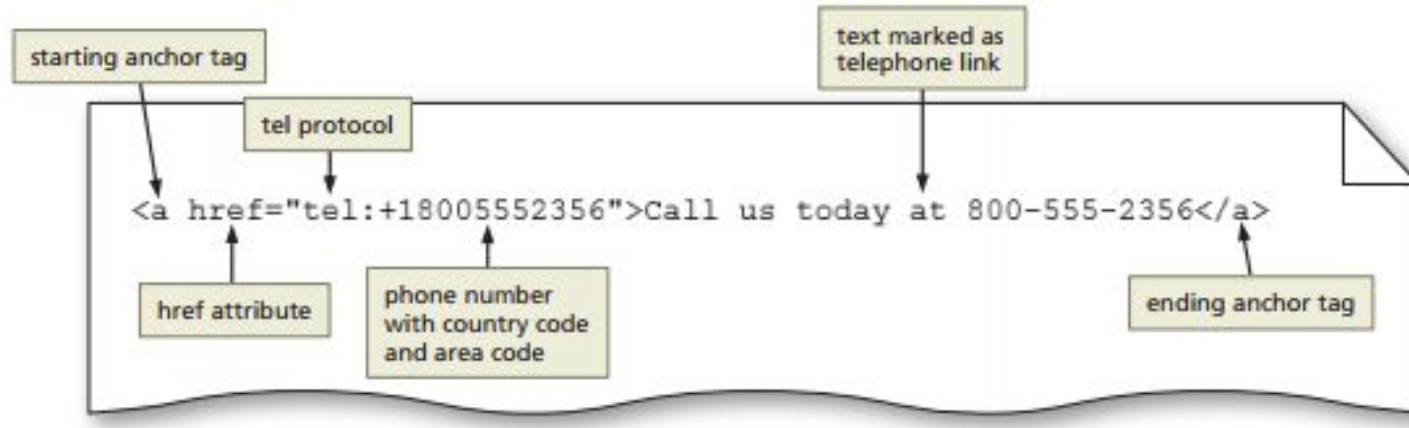 starting anchor tag
text marked as
telephone link
tel protocol
<a href="tel:+18005552356">Call us today at 800-555-2356</a>
href attribute
phone number
with country code
and area code
ending anchor tag